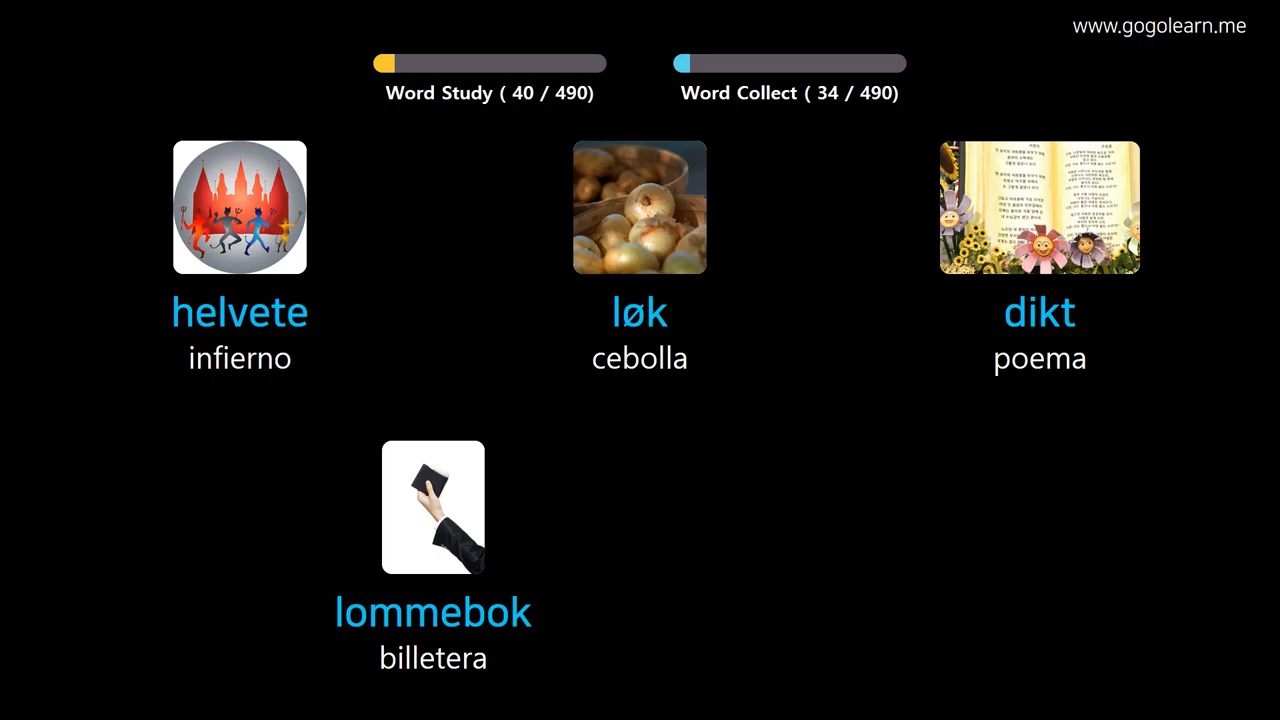 www.gogolearn.me
Word Study ( 40 / 490)
Word Collect ( 34 / 490)
helvete
infierno
løk
cebolla
dikt
poema
lommebok
billetera